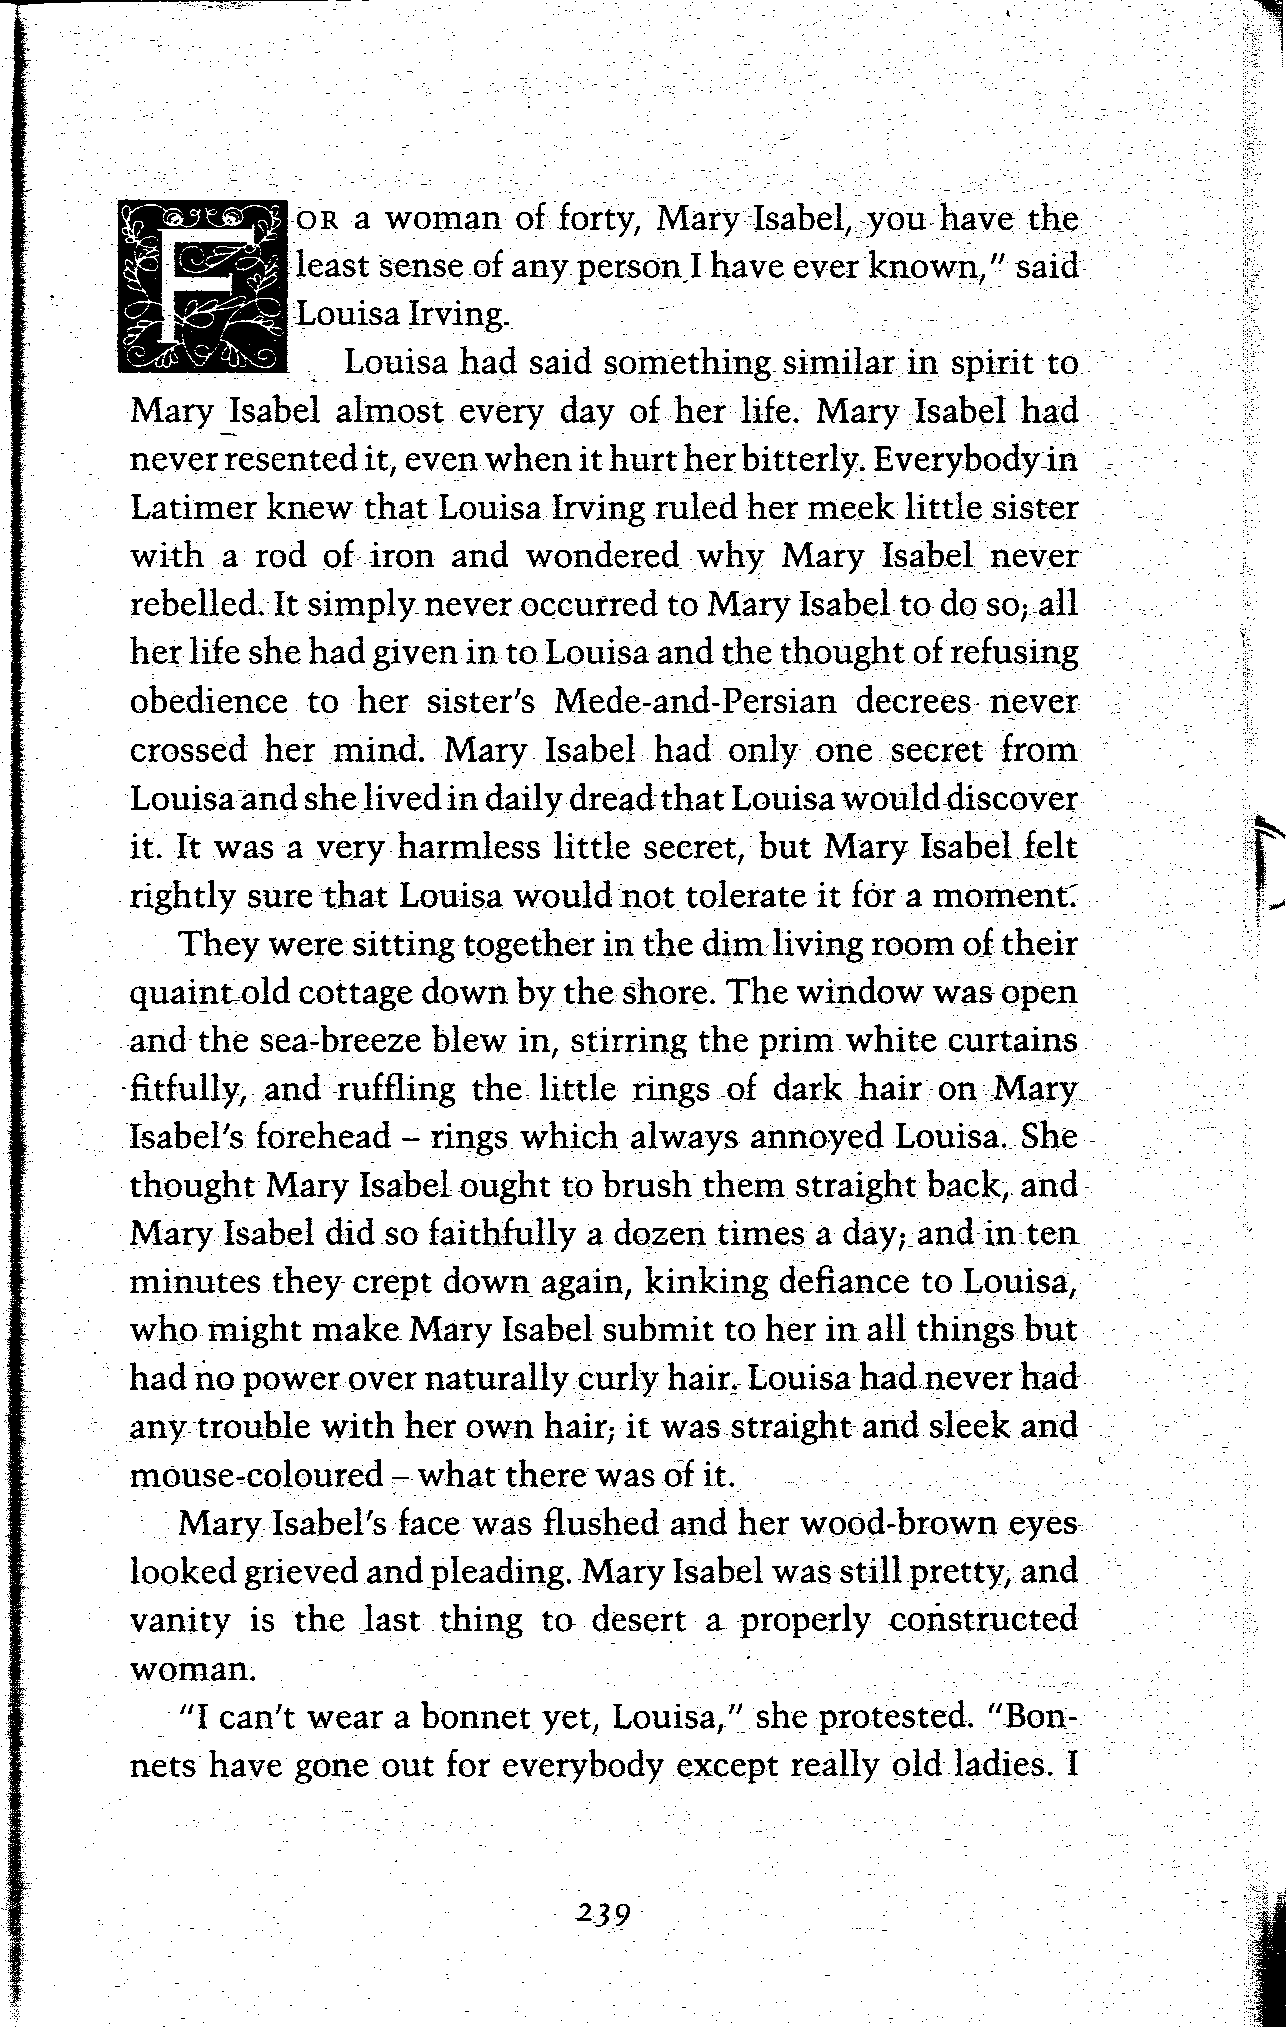 FOR a woman of forty, Mary Isabel, you have the
least sense of any person I have ever known," said
Louisa Irving.
Louisa had said something similar in spirit to
Mary Isabel almost every day of her life. Mary Isabel had
never resented it, even when it hurt her bitterly. Everybody in
Latimer knew that Louisa Irving ruled her meek little sister
with a rod of iron and wondered why Mary Isabel never
rebelled. It simply never occurred to Mary Isabel to do so; all
her life she had given in to Louisa and the thought of refusing
obedience to her sister's Mede-and-Persian decrees never
crossed her mind. Mary Isabel had only one secret from
Louisa and she lived in daily dread that Louisa would discover
it. It was a very harmless little secret, but Mary Isabel felt
rightly sure that Louisa would not tolerate it for a moment.
They were sitting together in the dim living room of their
quaint old cottage down by the shore. The window was open
and the sea-breeze blew in, stirring the prim white curtains
fitfully, and ruffling the little rings of dark hair on Mary
Isabel's forehead – rings which always annoyed Louisa. She
thought Mary Isabel ought to brush them straight back, and
Mary Isabel did so faithfully a dozen times a day; and in ten
minutes they crept down again, kinking defiance to Louisa,
who might make Mary Isabel submit to her in all things but
had no power over naturally curly hair. Louisa had never had
any trouble with her own hair; it was straight and sleek and
mouse-coloured – what there was of it.
Mary Isabel's face was flushed and her wood-brown eyes
looked grieved and pleading. Mary Isabel was still pretty, and
vanity is the last thing to desert a properly constructed
woman.
"I can't wear a bonnet yet, Louisa," she protested. "Bon-
nets have gone out for everybody except really old ladies. I
239